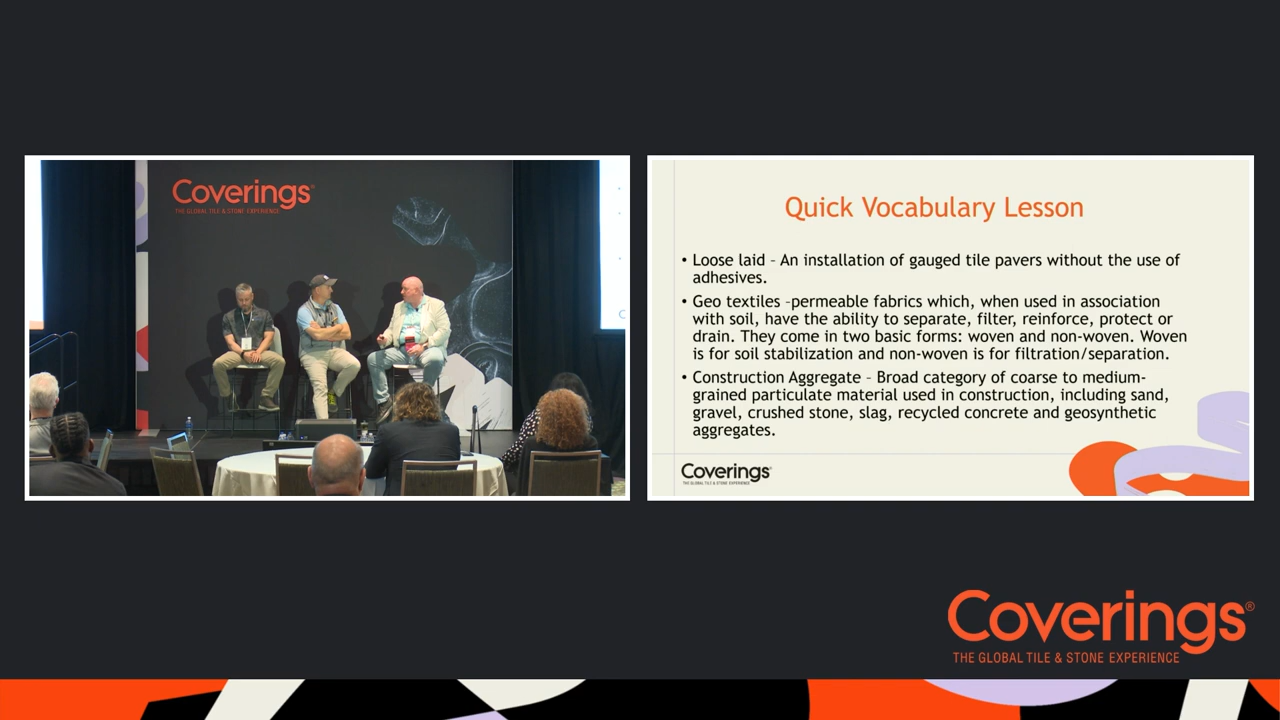 Coverings
THE GLOBAL TILE & STONE EXPERIENCE
Quick Vocabulary Lesson
• Loose laid – An installation of gauged tile pavers without the use of
adhesives.
• Geo textiles –permeable fabrics which, when used in association
with soil, have the ability to separate, filter, reinforce, protect or
drain. They come in two basic forms: woven and non-woven. Woven
is for soil stabilization and non-woven is for filtration/separation.
• Construction Aggregate – Broad category of coarse to medium-
grained particulate material used in construction, including sand,
gravel, crushed stone, slag, recycled concrete and geosynthetic
aggregates.
Coverings
THE GLOBAL TILE & STONE EXPERIENCE
Coverings®
THE GLOBAL TILE & STONE EXPERIENCE